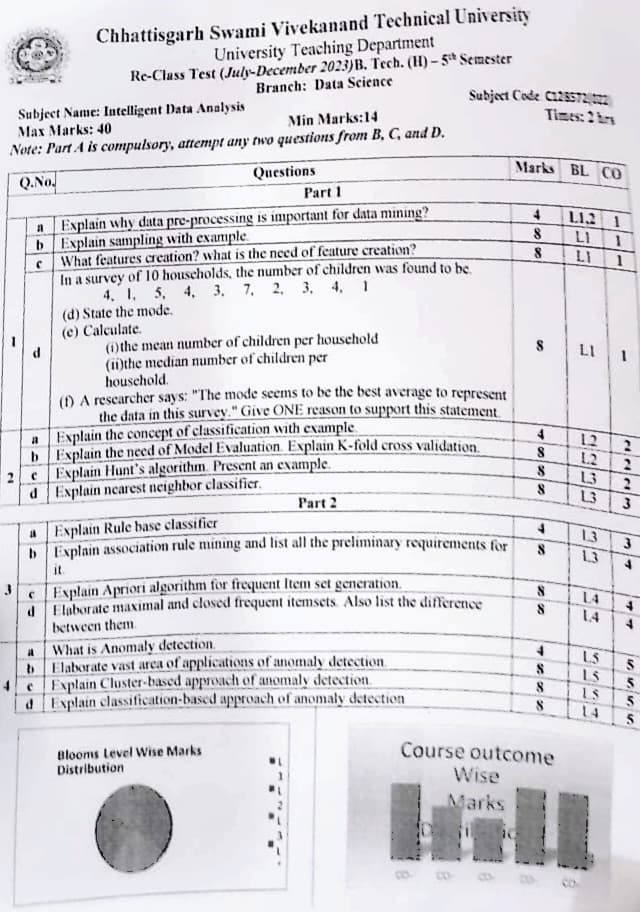 Chhattisgarh Swami Vivekanand Technical University
University Teaching Department
Re-Class Test (July-December 2023)B. Tech. (H) – 5th Semester
Branch: Data Science
Subject Name: Intelligent Data Analysis
Subject Code
Max Marks: 40
Min Marks:14
Times: 2 hrs
Note: Part A is compulsory, attempt any two questions from B, C, and D.
Q.No. Questions Marks BL CO
Part 1
1
a Explain why data pre-processing is important for data mining? 4 L1,2 1
b Explain sampling with example. 8 L1 1
c What features creation? what is the need of feature creation? 8 L1 1
d In a survey of 10 households, the number of children was found to be. 8 L1 1
4, 1, 5, 4, 3, 7, 2, 3, 4, 1
(d) State the mode.
(e) Calculate.
(i)the mean number of children per household
(ii)the median number of children per
household.
(f) A researcher says: "The mode seems to be the best average to represent
the data in this survey." Give ONE reason to support this statement.
2
a Explain the concept of classification with example. 4 L2 2
b Explain the need of Model Evaluation. Explain K-fold cross validation. 8 L2 2
c Explain Hunt's algorithm. Present an example. 8 L3 2
d Explain nearest neighbor classifier. 8 L3 3
Part 2
3
a Explain Rule base classifier 4 L3 3
b Explain association rule mining and list all the preliminary requirements for 8 L3 4
it.
c Explain Apriori algorithm for frequent Item set generation. 8 L4 4
d Elaborate maximal and closed frequent itemsets. Also list the difference 8 L4 4
between them.
4
a What is Anomaly detection. 4 L5 5
b Elaborate vast area of applications of anomaly detection. 8 L5 5
c Explain Cluster-based approach of anomaly detection. 8 L5 5
d Explain classification-based approach of anomaly detection 8 L4 5
Blooms Level Wise Marks
Distribution
L
1
L
2
L
3
L
Course outcome
Wise
Marks
CO- CO- CO- CO- CO-